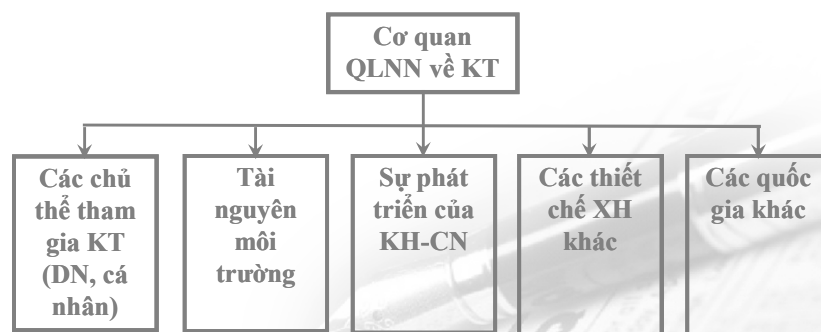 Cơ quan
QLNN về KT
Các chủ
thể tham
gia KT
(DN, cá
nhân)
Tài
nguyên
môi
trường
Sự phát
triển của
KH-CN
Các thiết
chế XH
khác
Các quốc
gia khác